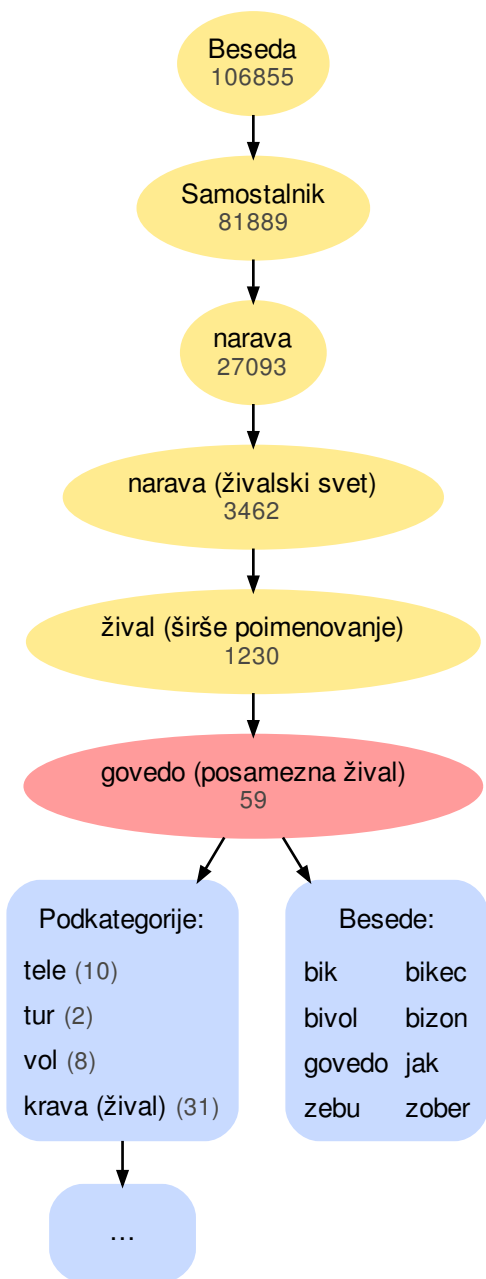 Beseda
106855
Samostalnik
81889
narava
27093
narava (živalski svet)
3462
žival (širše poimenovanje)
1230
govedo (posamezna žival)
59
Podkategorije:
tele (10)
tur (2)
vol (8)
krava (žival) (31)
...
Besede:
bik bikec
bivol bizon
govedo jak
zebu zober